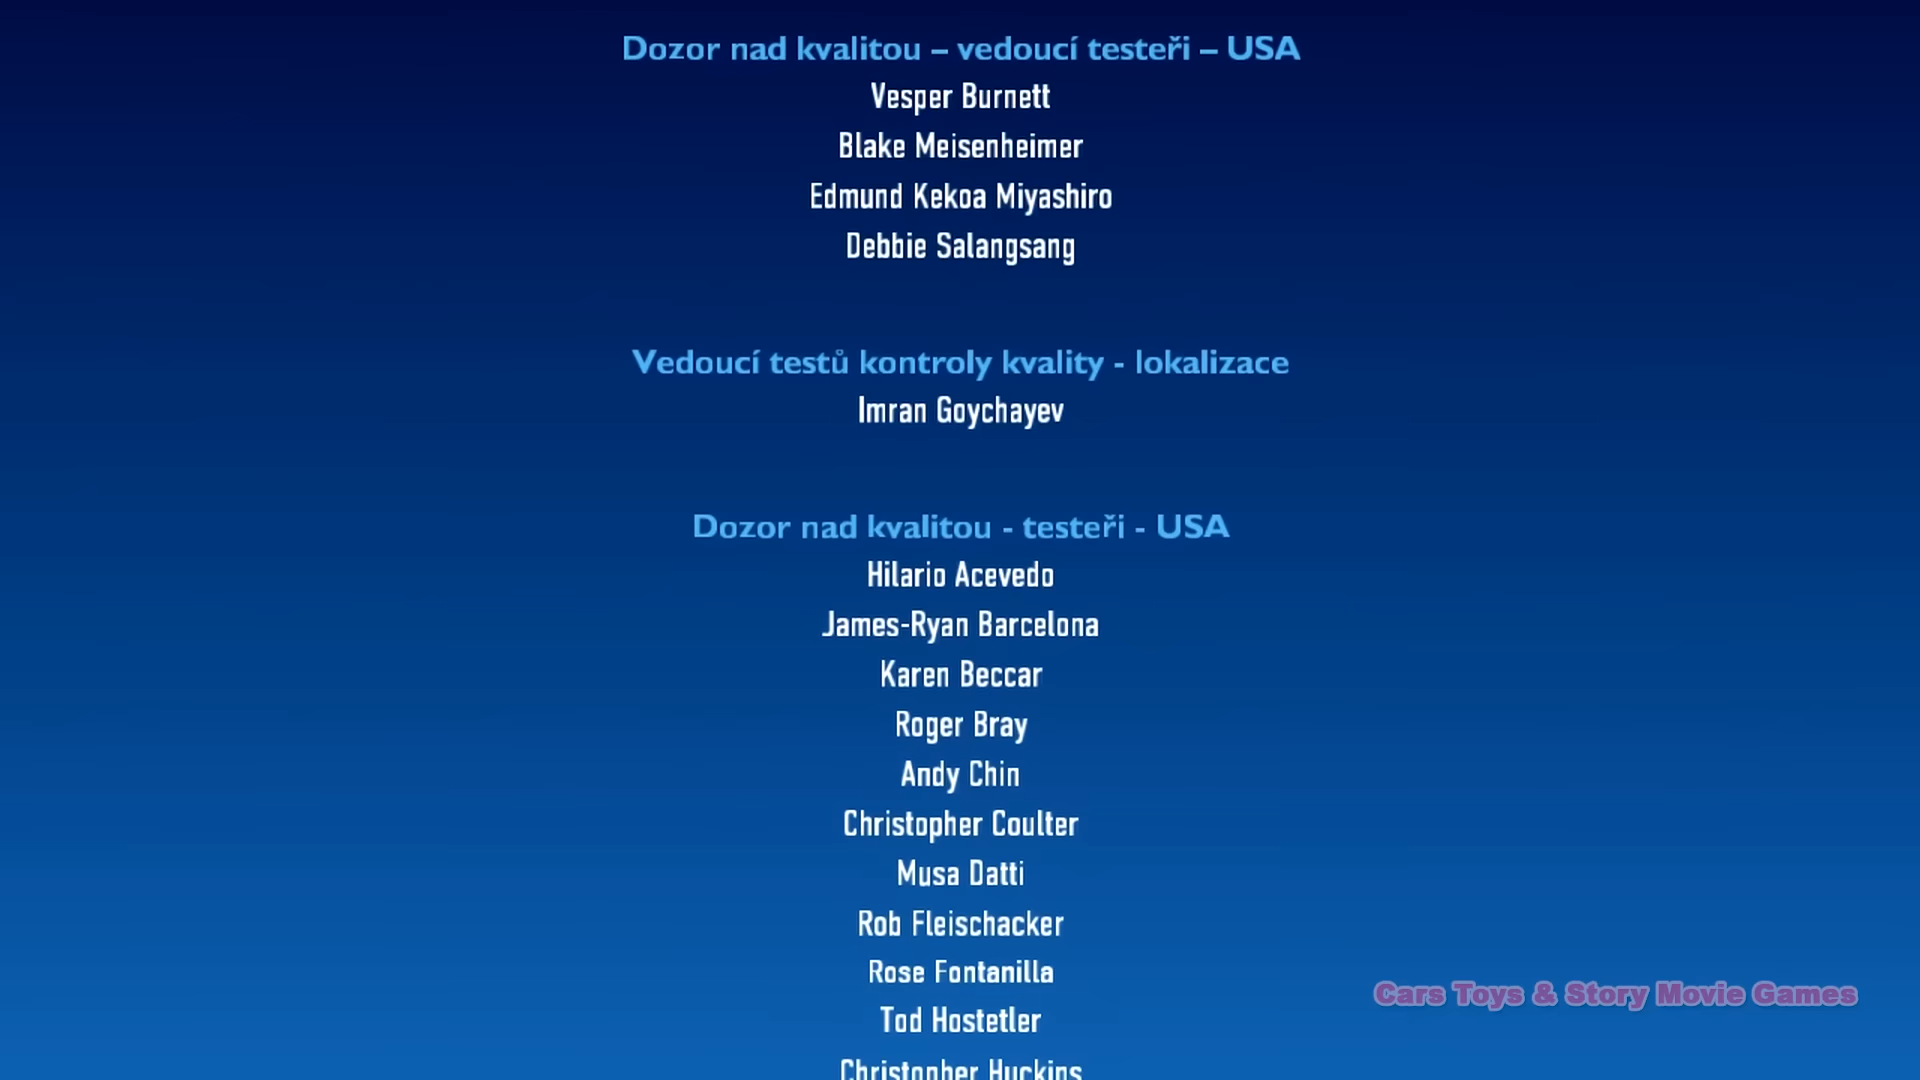 Dozor nad kvalitou – vedoucí testeři – USA
Vesper Burnett
Blake Meisenheimer
Edmund Kekoa Miyashiro
Debbie Salangsang
Vedoucí testů kontroly kvality - lokalizace
Imran Goychayev
Dozor nad kvalitou - testeři - USA
Hilario Acevedo
James-Ryan Barcelona
Karen Beccar
Roger Bray
Andy Chin
Christopher Coulter
Musa Datti
Rob Fleischacker
Rose Fontanilla
Cars Toys & Story Movie Games
Tod Hostetler
Christopher Huckins